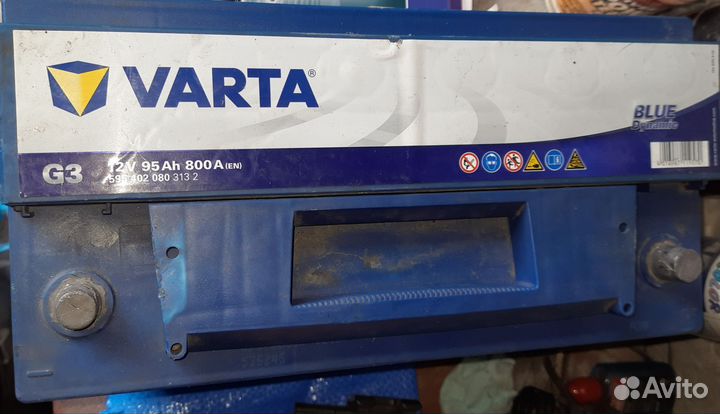 VARTA®
BLUE
Dynamic
G3
12V 95Ah 800A (EN)
595 402 080 313 2
Avito